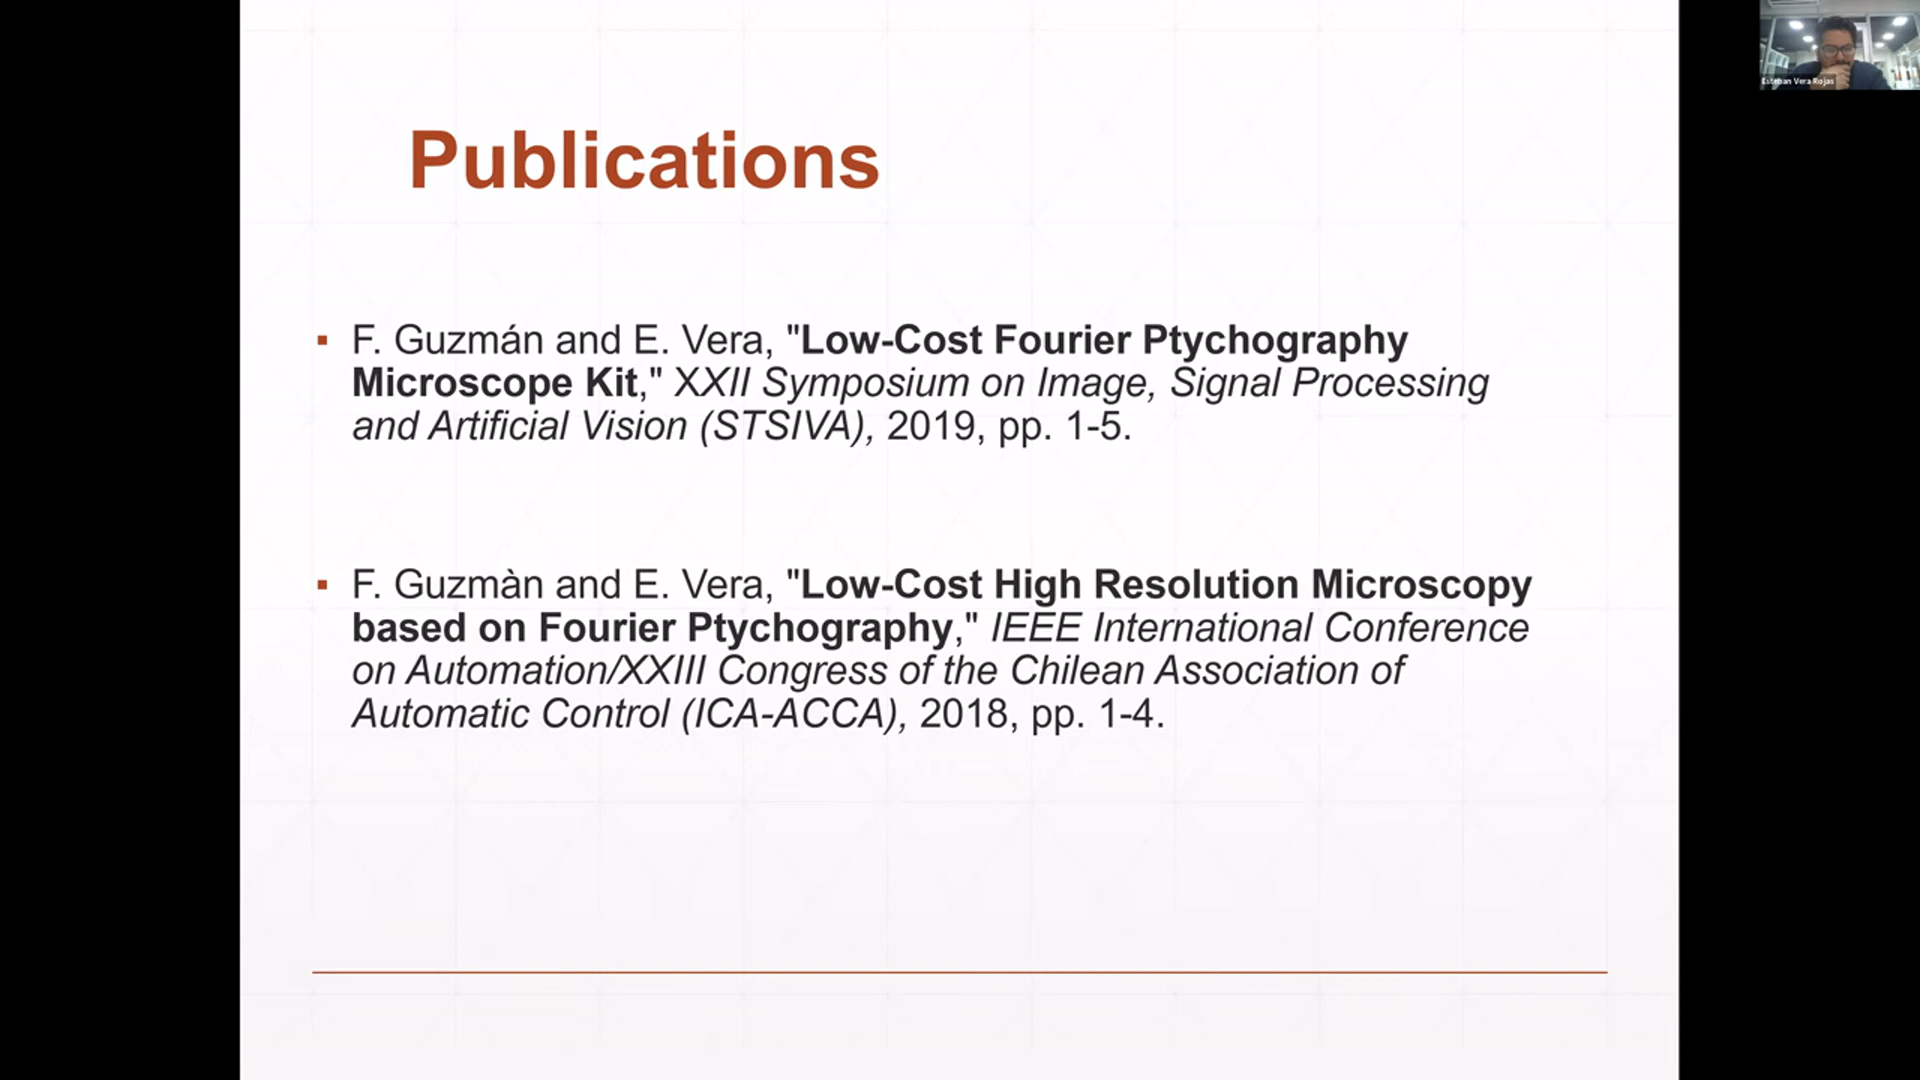 Esteban Vera Rojas
Publications
▪ F. Guzmán and E. Vera, "Low-Cost Fourier Ptychography
Microscope Kit," XXII Symposium on Image, Signal Processing
and Artificial Vision (STSIVA), 2019, pp. 1-5.
▪ F. Guzmàn and E. Vera, "Low-Cost High Resolution Microscopy
based on Fourier Ptychography," IEEE International Conference
on Automation/XXIII Congress of the Chilean Association of
Automatic Control (ICA-ACCA), 2018, pp. 1-4.